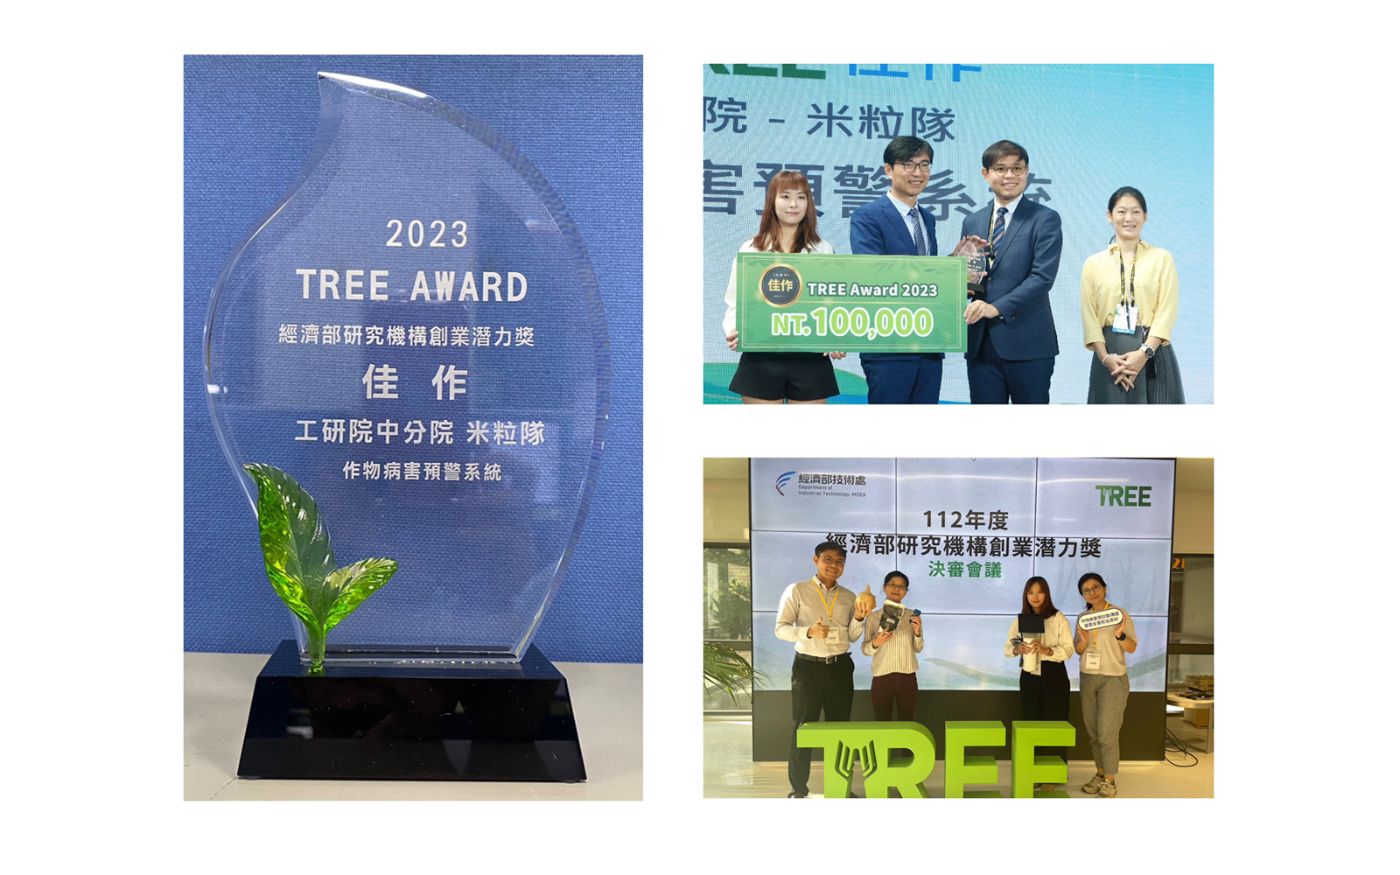 2023
TREE AWARD
經濟部研究機構創業潛力獎
佳 作
工研院中分院 米粒隊
作物病害預警系統
TREE 佳作
院 - 米粒隊
害預警系統
佳作
TREE Award 2023
NT.100,000
經濟部技術處
Department of
Industrial Technology, MOEA
TREE
112年度
經濟部研究機構創業潛力獎
決審會議
TREE